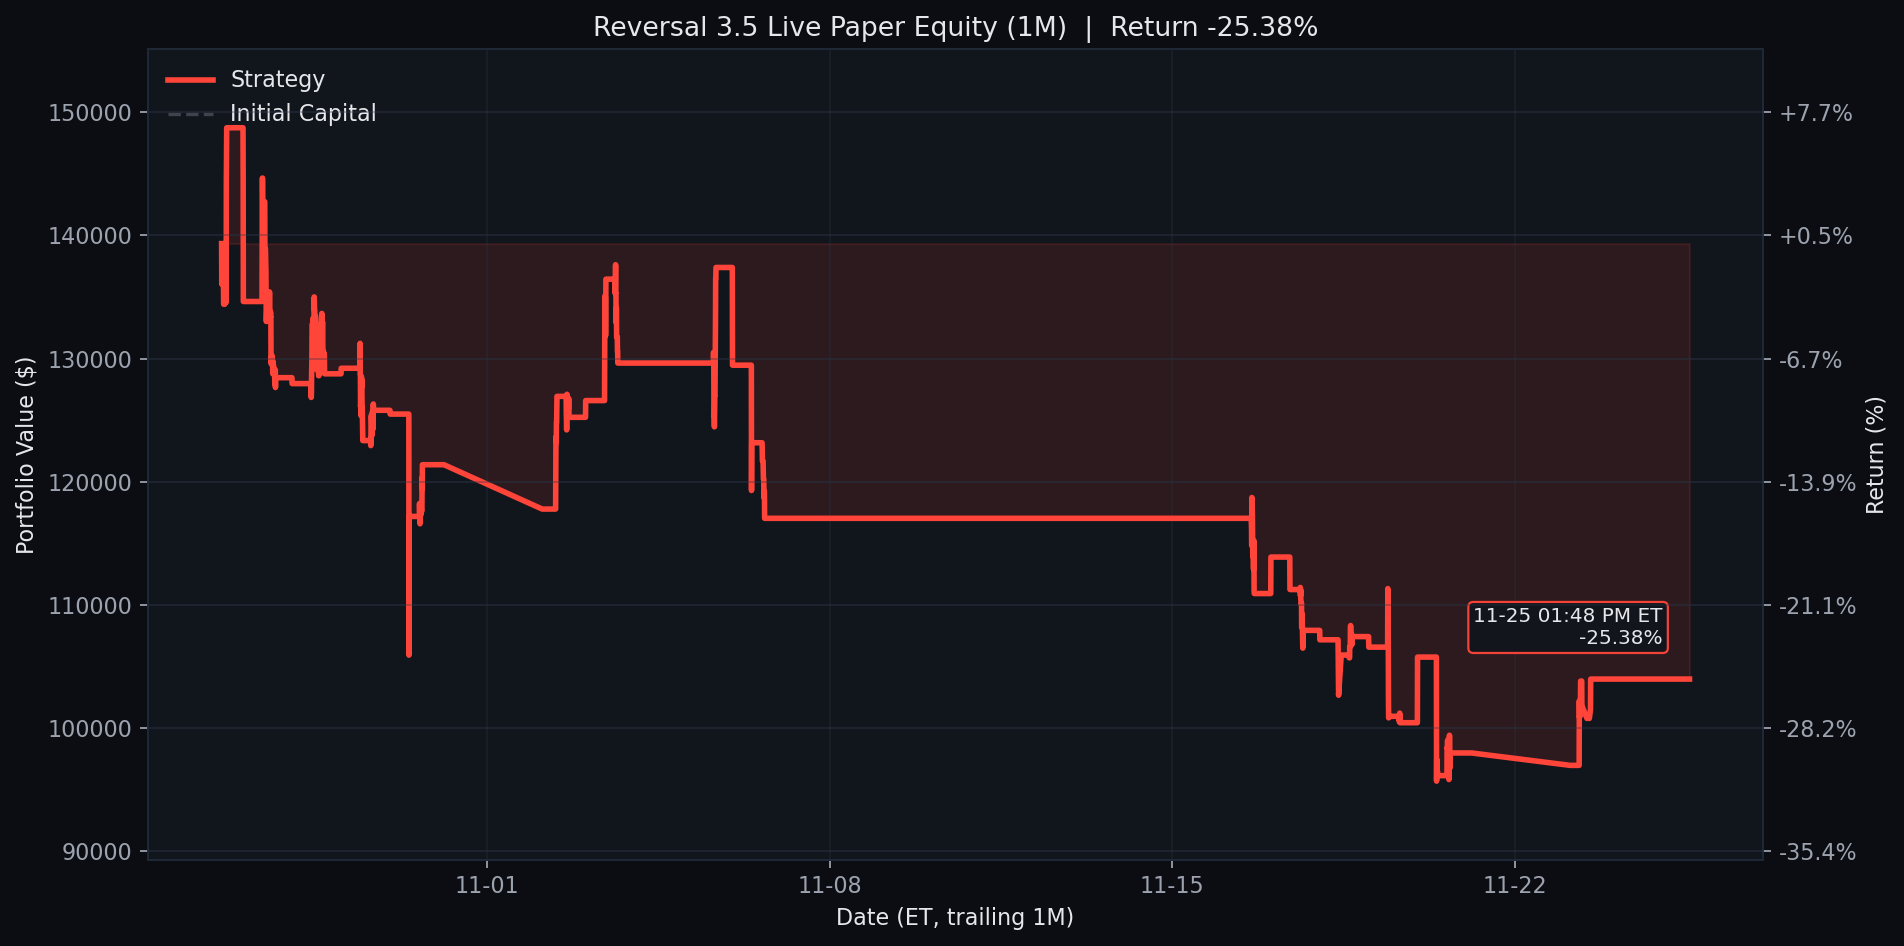 Reversal 3.5 Live Paper Equity (1M) | Return -25.38%
Strategy
Initial Capital
150000
140000
130000
120000
110000
100000
90000
Portfolio Value ($)
+7.7%
+0.5%
-6.7%
-13.9%
-21.1%
-28.2%
-35.4%
Return (%)
11-25 01:48 PM ET
-25.38%
11-01
11-08
11-15
11-22
Date (ET, trailing 1M)